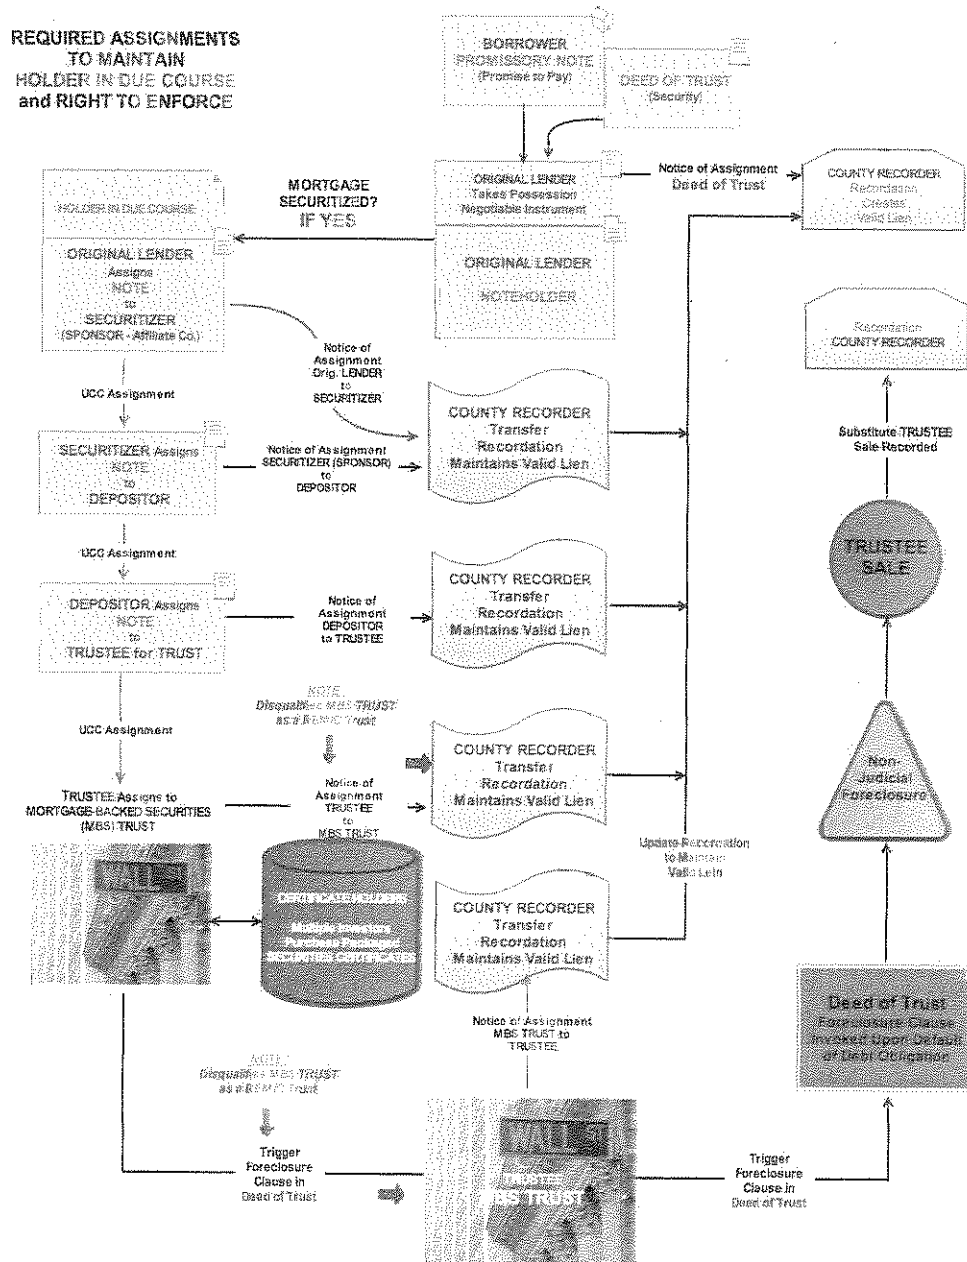 REQUIRED ASSIGNMENTS
TO MAINTAIN
HOLDER IN DUE COURSE
and RIGHT TO ENFORCE
BORROWER
PROMISSORY NOTE
(Promise to Pay)
DEED OF TRUST
(Security)
ORIGINAL LENDER
Takes Possession
Negotiable Instrument
Notice of Assignment
Deed of Trust
COUNTY RECORDER
Recordation
Creates
Valid Lien
MORTGAGE
SECURITIZED?
IF YES
HOLDER IN DUE COURSE
ORIGINAL LENDER
Assigns
NOTE
to
SECURITIZER
(SPONSOR - Affiliate Co.)
ORIGINAL LENDER
NOTEHOLDER
Recordation
COUNTY RECORDER
Notice of
Assignment
Orig. LENDER
to
SECURITIZER
UCC Assignment
COUNTY RECORDER
Transfer
Recordation
Maintains Valid Lien
Substitute TRUSTEE
Sale Recorded
SECURITIZER Assigns
NOTE
to
DEPOSITOR
Notice of Assignment
SECURITIZER (SPONSOR)
to
DEPOSITOR
TRUSTEE
SALE
UCC Assignment
COUNTY RECORDER
Transfer
Recordation
Maintains Valid Lien
DEPOSITOR Assigns
NOTE
to
TRUSTEE for TRUST
Notice of
Assignment
DEPOSITOR
to TRUSTEE
NOTE
Disqualifies MBS TRUST
as a REMIC Trust
UCC Assignment
COUNTY RECORDER
Transfer
Recordation
Maintains Valid Lien
Non-
Judicial
Foreclosure
TRUSTEE Assigns to
MORTGAGE-BACKED SECURITIES
(MBS) TRUST
Notice of
Assignment
TRUSTEE
to
MBS TRUST
Update Recordation
to Maintain
Valid Lein
CERTIFICATE HOLDERS
Multiple Investors
Purchase
SECURITIES CERTIFICATES
COUNTY RECORDER
Transfer
Recordation
Maintains Valid Lien
Deed of Trust
Foreclosure Clause
Invoked Upon Default
of Debt Obligation
Notice of Assignment
MBS TRUST to
TRUSTEE
NOTE
Disqualifies MBS TRUST
as a REMIC Trust
Trigger
Foreclosure
Clause in
Deed of Trust
TRUSTEE
MBS TRUST
Trigger
Foreclosure
Clause in
Deed of Trust